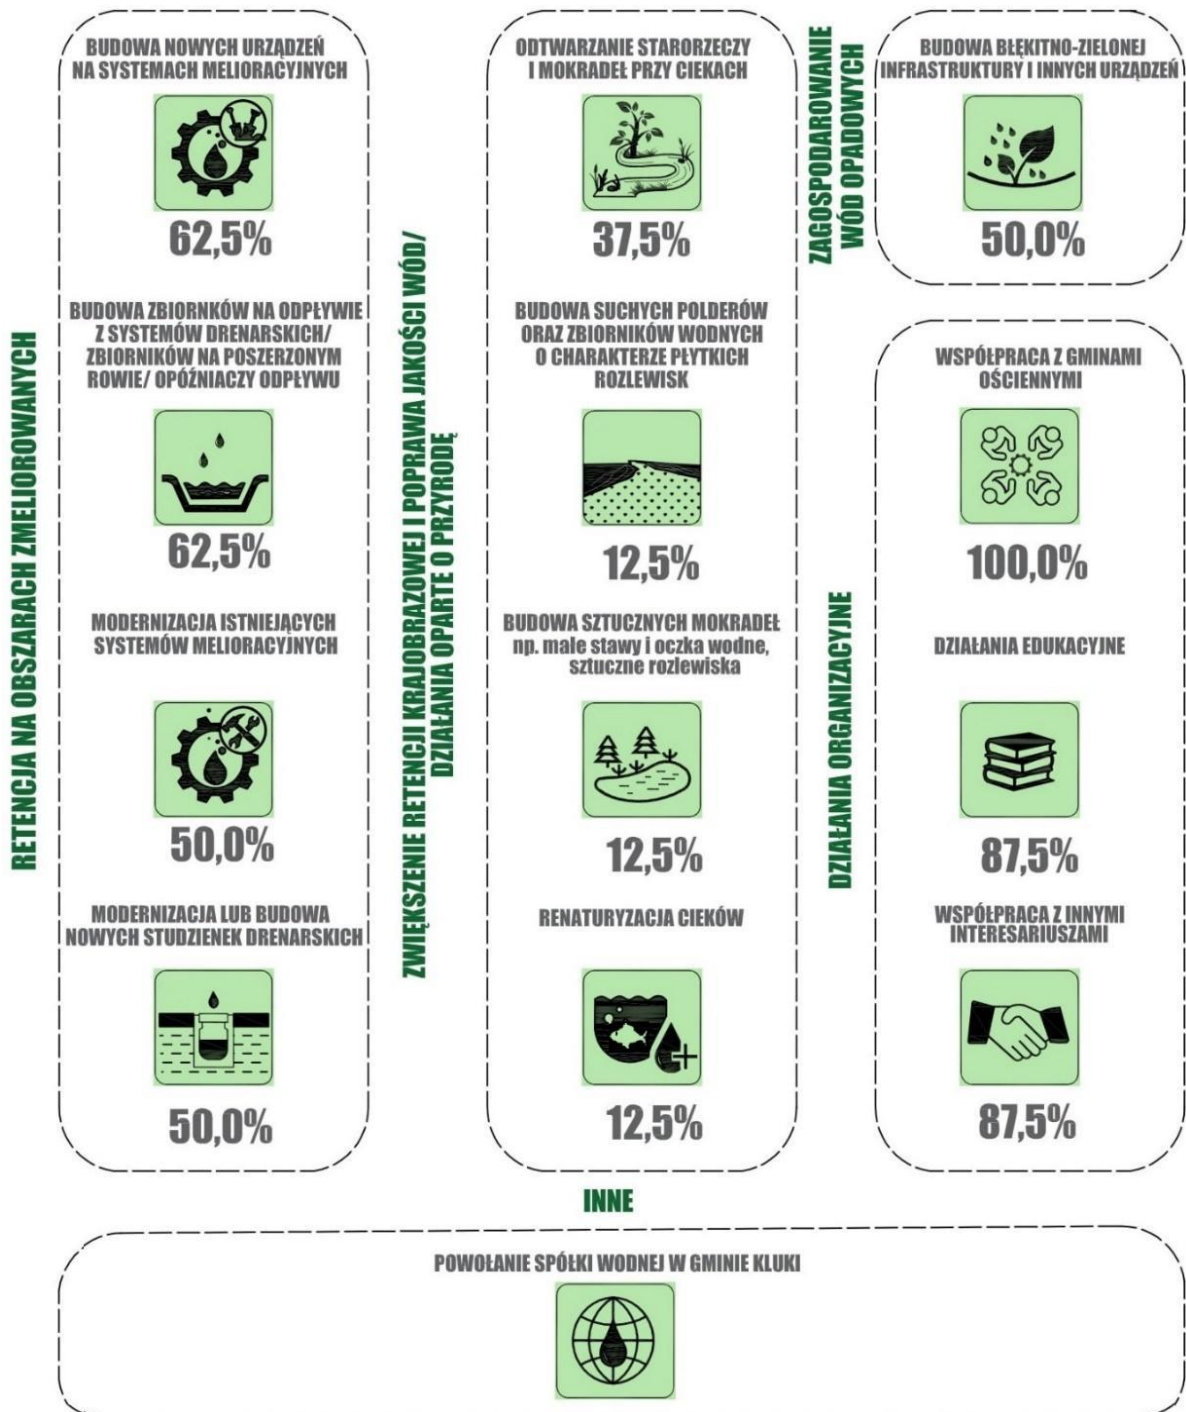 RETENCJA NA OBSZARACH ZMELIOROWANYCH
BUDOWA NOWYCH URZĄDZEŃ
NA SYSTEMACH MELIORACYJNYCH
62,5%
BUDOWA ZBIORNKÓW NA ODPŁYWIE
Z SYSTEMÓW DRENARSKICH/
ZBIORNIKÓW NA POSZERZONYM
ROWIE/ OPÓŹNIACZY ODPŁYWU
62,5%
MODERNIZACJA ISTNIEJĄCYCH
SYSTEMÓW MELIORACYJNYCH
50,0%
MODERNIZACJA LUB BUDOWA
NOWYCH STUDZIENEK DRENARSKICH
50,0%
ZWIĘKSZENIE RETENCJI KRAJOBRAZOWEJ I POPRAWA JAKOŚCI WÓD/
DZIAŁANIA OPARTE O PRZYRODĘ
ODTWARZANIE STARORZECZY
I MOKRADEŁ PRZY CIEKACH
37,5%
BUDOWA SUCHYCH POLDERÓW
ORAZ ZBIORNIKÓW WODNYCH
O CHARAKTERZE PŁYTKICH
ROZLEWISK
12,5%
BUDOWA SZTUCZNYCH MOKRADEŁ
np. małe stawy i oczka wodne,
sztuczne rozlewiska
12,5%
RENATURYZACJA CIEKÓW
12,5%
ZAGOSPODAROWANIE
WÓD OPADOWYCH
BUDOWA BŁĘKITNO-ZIELONEJ
INFRASTRUKTURY I INNYCH URZĄDZEŃ
50,0%
DZIAŁANIA ORGANIZACYJNE
WSPÓŁPRACA Z GMINAMI
OŚCIENNYMI
100,0%
DZIAŁANIA EDUKACYJNE
87,5%
WSPÓŁPRACA Z INNYMI
INTERESARIUSZAMI
87,5%
INNE
POWOŁANIE SPÓŁKI WODNEJ W GMINIE KLUKI